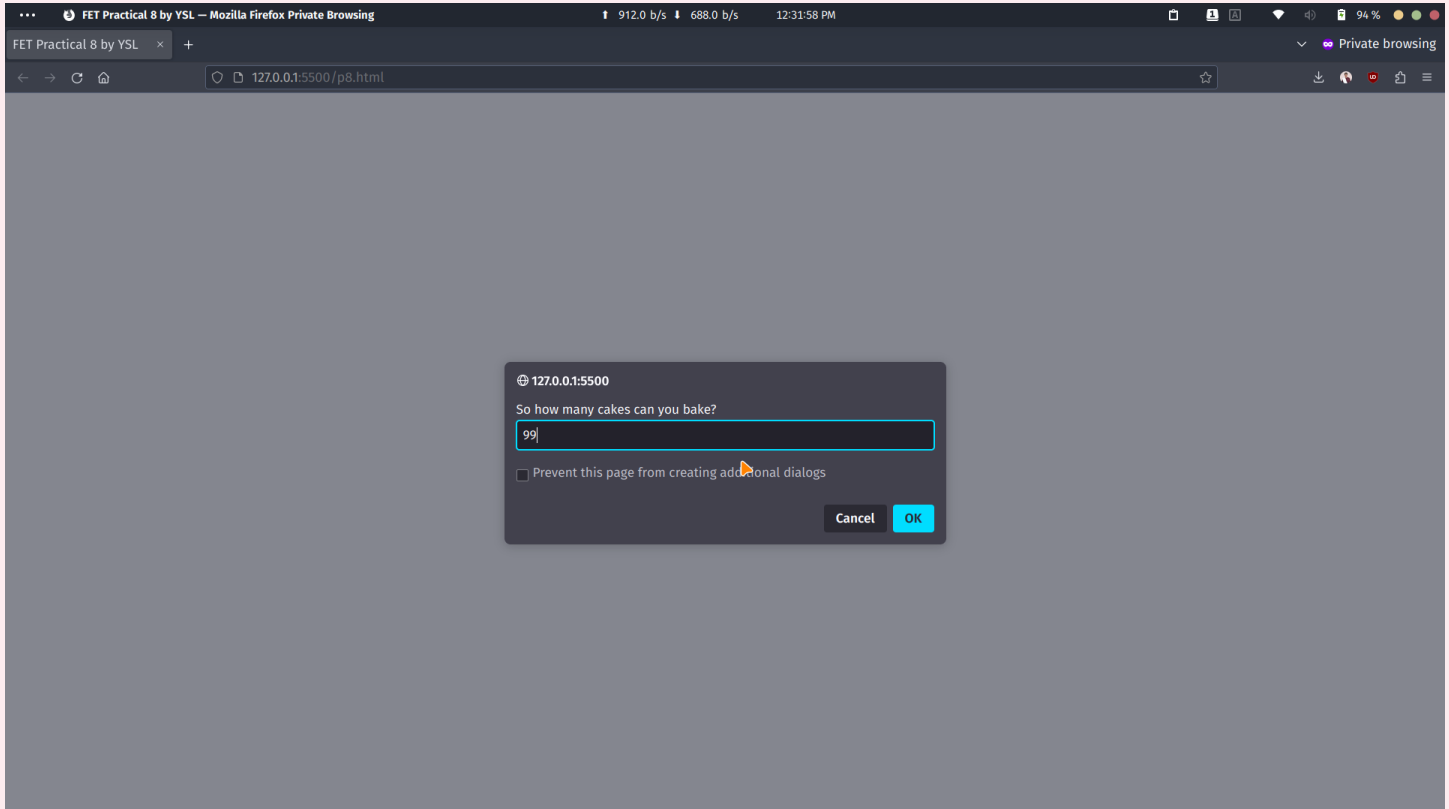 FET Practical 8 by YSL — Mozilla Firefox Private Browsing 912.0 b/s 688.0 b/s 12:31:58 PM 1 A 94 %
FET Practical 8 by YSL × + Private browsing
127.0.0.1:5500/p8.html
127.0.0.1:5500
So how many cakes can you bake?
99
Prevent this page from creating additional dialogs
Cancel OK